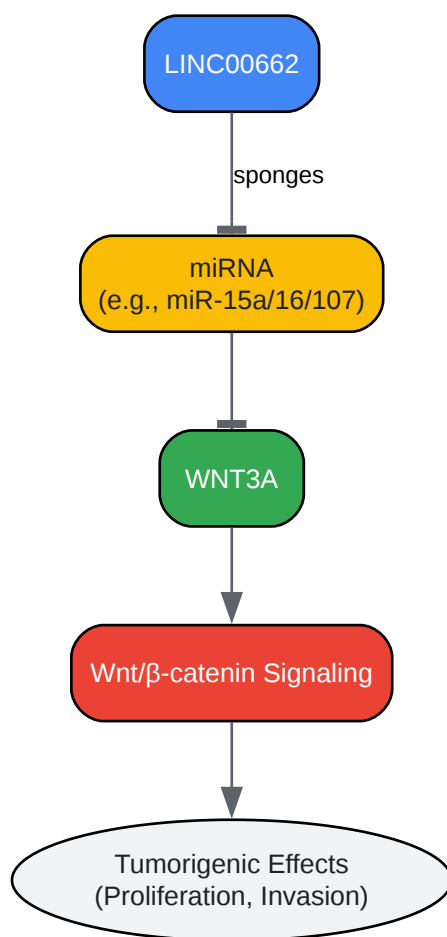 LINC00662
sponges
miRNA
(e.g., miR-15a/16/107)
WNT3A
Wnt/β-catenin Signaling
Tumorigenic Effects
(Proliferation, Invasion)